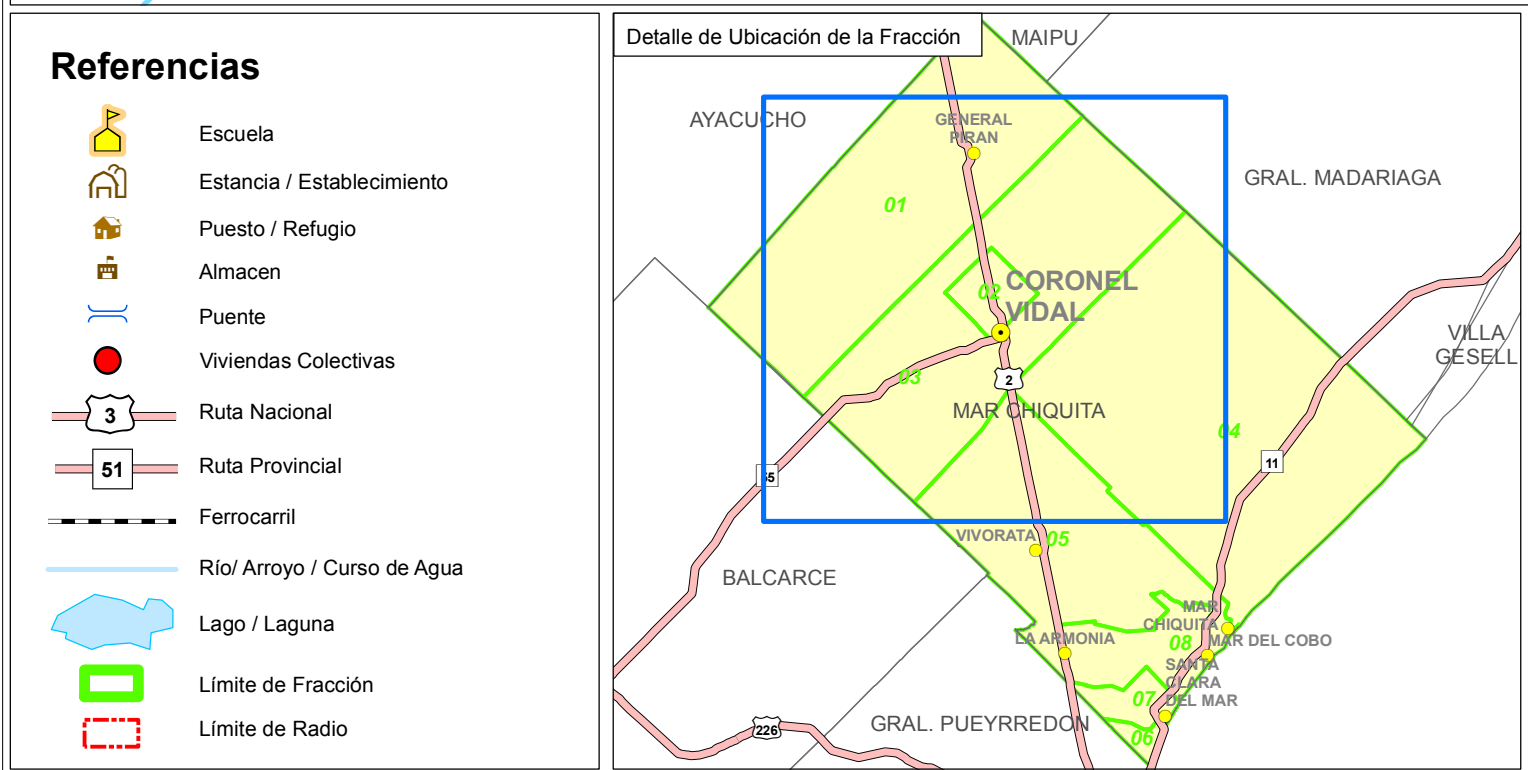 Referencias
Escuela
Estancia / Establecimiento
Puesto / Refugio
Almacen
Puente
Viviendas Colectivas
3
Ruta Nacional
51
Ruta Provincial
Ferrocarril
Río/ Arroyo / Curso de Agua
Lago / Laguna
Límite de Fracción
Límite de Radio
Detalle de Ubicación de la Fracción
MAIPU
AYACUCHO
GENERAL
PIRAN
GRAL. MADARIAGA
01
02
CORONEL
VIDAL
VILLA
GESELL
03
2
MAR CHIQUITA
04
11
55
VIVORATA
05
BALCARCE
MAR
CHIQUITA
LA ARMONIA
08
MAR DEL COBO
SANTA
CLARA
DEL MAR
07
GRAL. PUEYRREDON
226
06